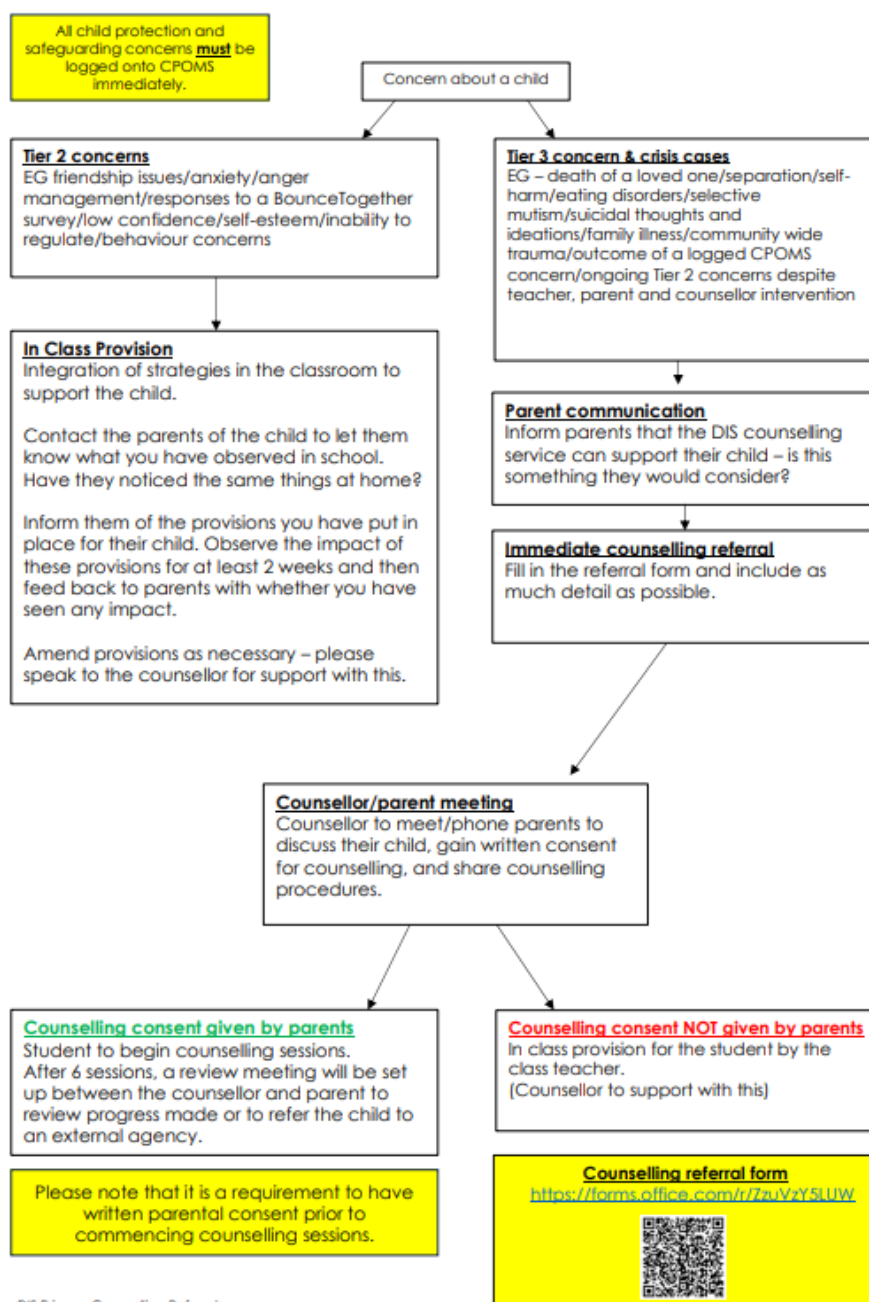 All child protection and
safeguarding concerns must be
logged onto CPOMS
immediately.
Concern about a child
Tier 2 concerns
EG friendship issues/anxiety/anger
management/responses to a BounceTogether
survey/low confidence/self-esteem/inability to
regulate/behaviour concerns
Tier 3 concern & crisis cases
EG – death of a loved one/separation/self-
harm/eating disorders/selective
mutism/suicidal thoughts and
ideations/family illness/community wide
trauma/outcome of a logged CPOMS
concern/ongoing Tier 2 concerns despite
teacher, parent and counsellor intervention
In Class Provision
Integration of strategies in the classroom to
support the child.
Contact the parents of the child to let them
know what you have observed in school.
Have they noticed the same things at home?
Inform them of the provisions you have put in
place for their child. Observe the impact of
these provisions for at least 2 weeks and then
feed back to parents with whether you have
seen any impact.
Amend provisions as necessary – please
speak to the counsellor for support with this.
Parent communication
Inform parents that the DIS counselling
service can support their child – is this
something they would consider?
Immediate counselling referral
Fill in the referral form and include as
much detail as possible.
Counsellor/parent meeting
Counsellor to meet/phone parents to
discuss their child, gain written consent
for counselling, and share counselling
procedures.
Counselling consent given by parents
Student to begin counselling sessions.
After 6 sessions, a review meeting will be set
up between the counsellor and parent to
review progress made or to refer the child to
an external agency.
Counselling consent NOT given by parents
In class provision for the student by the
class teacher.
(Counsellor to support with this)
Please note that it is a requirement to have
written parental consent prior to
commencing counselling sessions.
Counselling referral form
https://forms.office.com/r/ZzuVzY5LUW